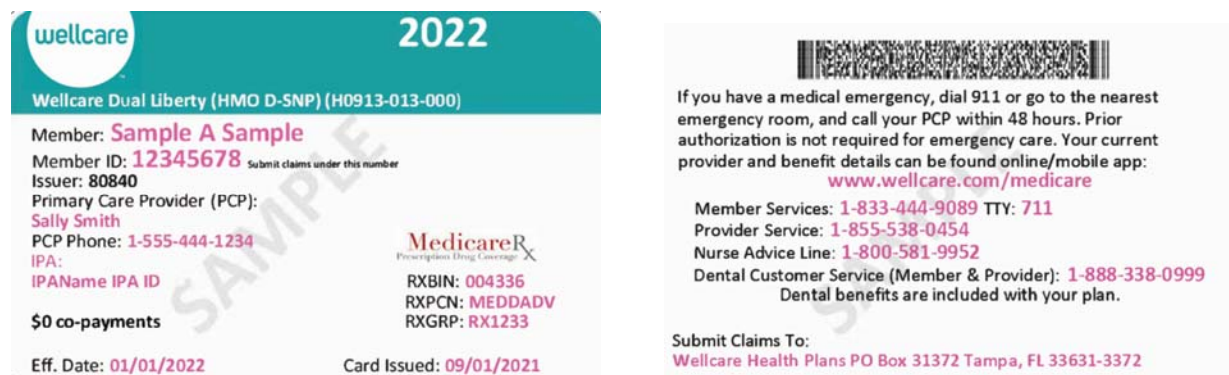 wellcare
2022
Wellcare Dual Liberty (HMO D-SNP) (H0913-013-000)
Member: Sample A Sample
Member ID: 12345678 Submit claims under this number
Issuer: 80840
Primary Care Provider (PCP):
Sally Smith
PCP Phone: 1-555-444-1234
IPA:
IPAName IPA ID
MedicareRx
Prescription Drug Coverage
RXBIN: 004336
RXPCN: MEDDADV
RXGRP: RX1233
$0 co-payments
Eff. Date: 01/01/2022
Card Issued: 09/01/2021
SAMPLE
If you have a medical emergency, dial 911 or go to the nearest
emergency room, and call your PCP within 48 hours. Prior
authorization is not required for emergency care. Your current
provider and benefit details can be found online/mobile app:
www.wellcare.com/medicare
Member Services: 1-833-444-9089 TTY: 711
Provider Service: 1-855-538-0454
Nurse Advice Line: 1-800-581-9952
Dental Customer Service (Member & Provider): 1-888-338-0999
Dental benefits are included with your plan.
Submit Claims To:
Wellcare Health Plans PO Box 31372 Tampa, FL 33631-3372
SAMPLE